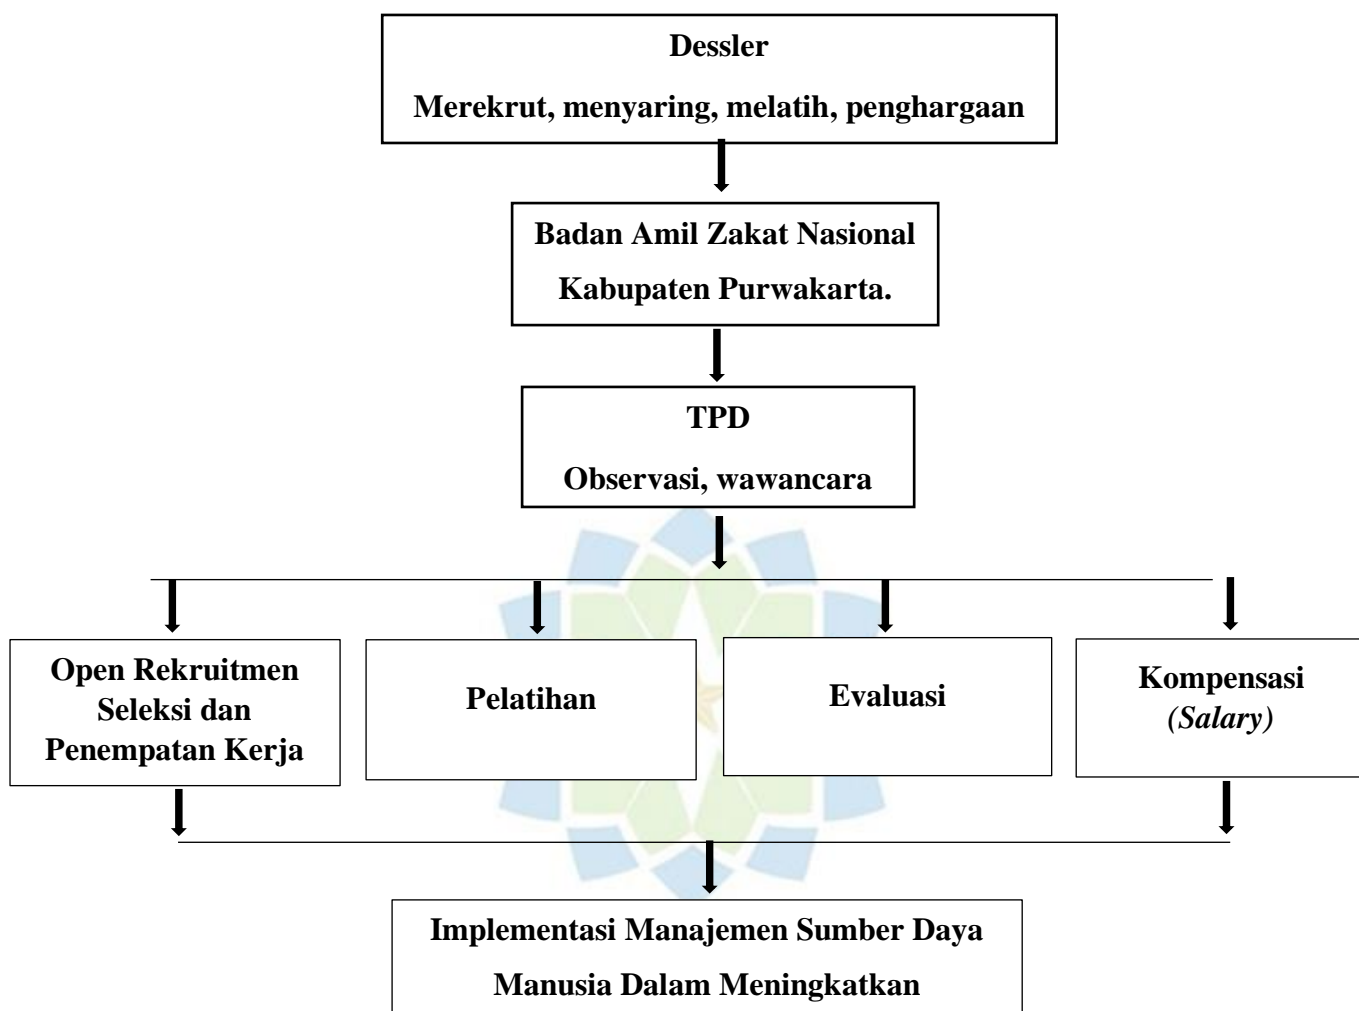 Dessler
Merekrut, menyaring, melatih, penghargaan
Badan Amil Zakat Nasional
Kabupaten Purwakarta.
TPD
Observasi, wawancara
Open Rekruitmen
Seleksi dan
Penempatan Kerja
Pelatihan
Evaluasi
Kompensasi
(Salary)
Implementasi Manajemen Sumber Daya
Manusia Dalam Meningkatkan